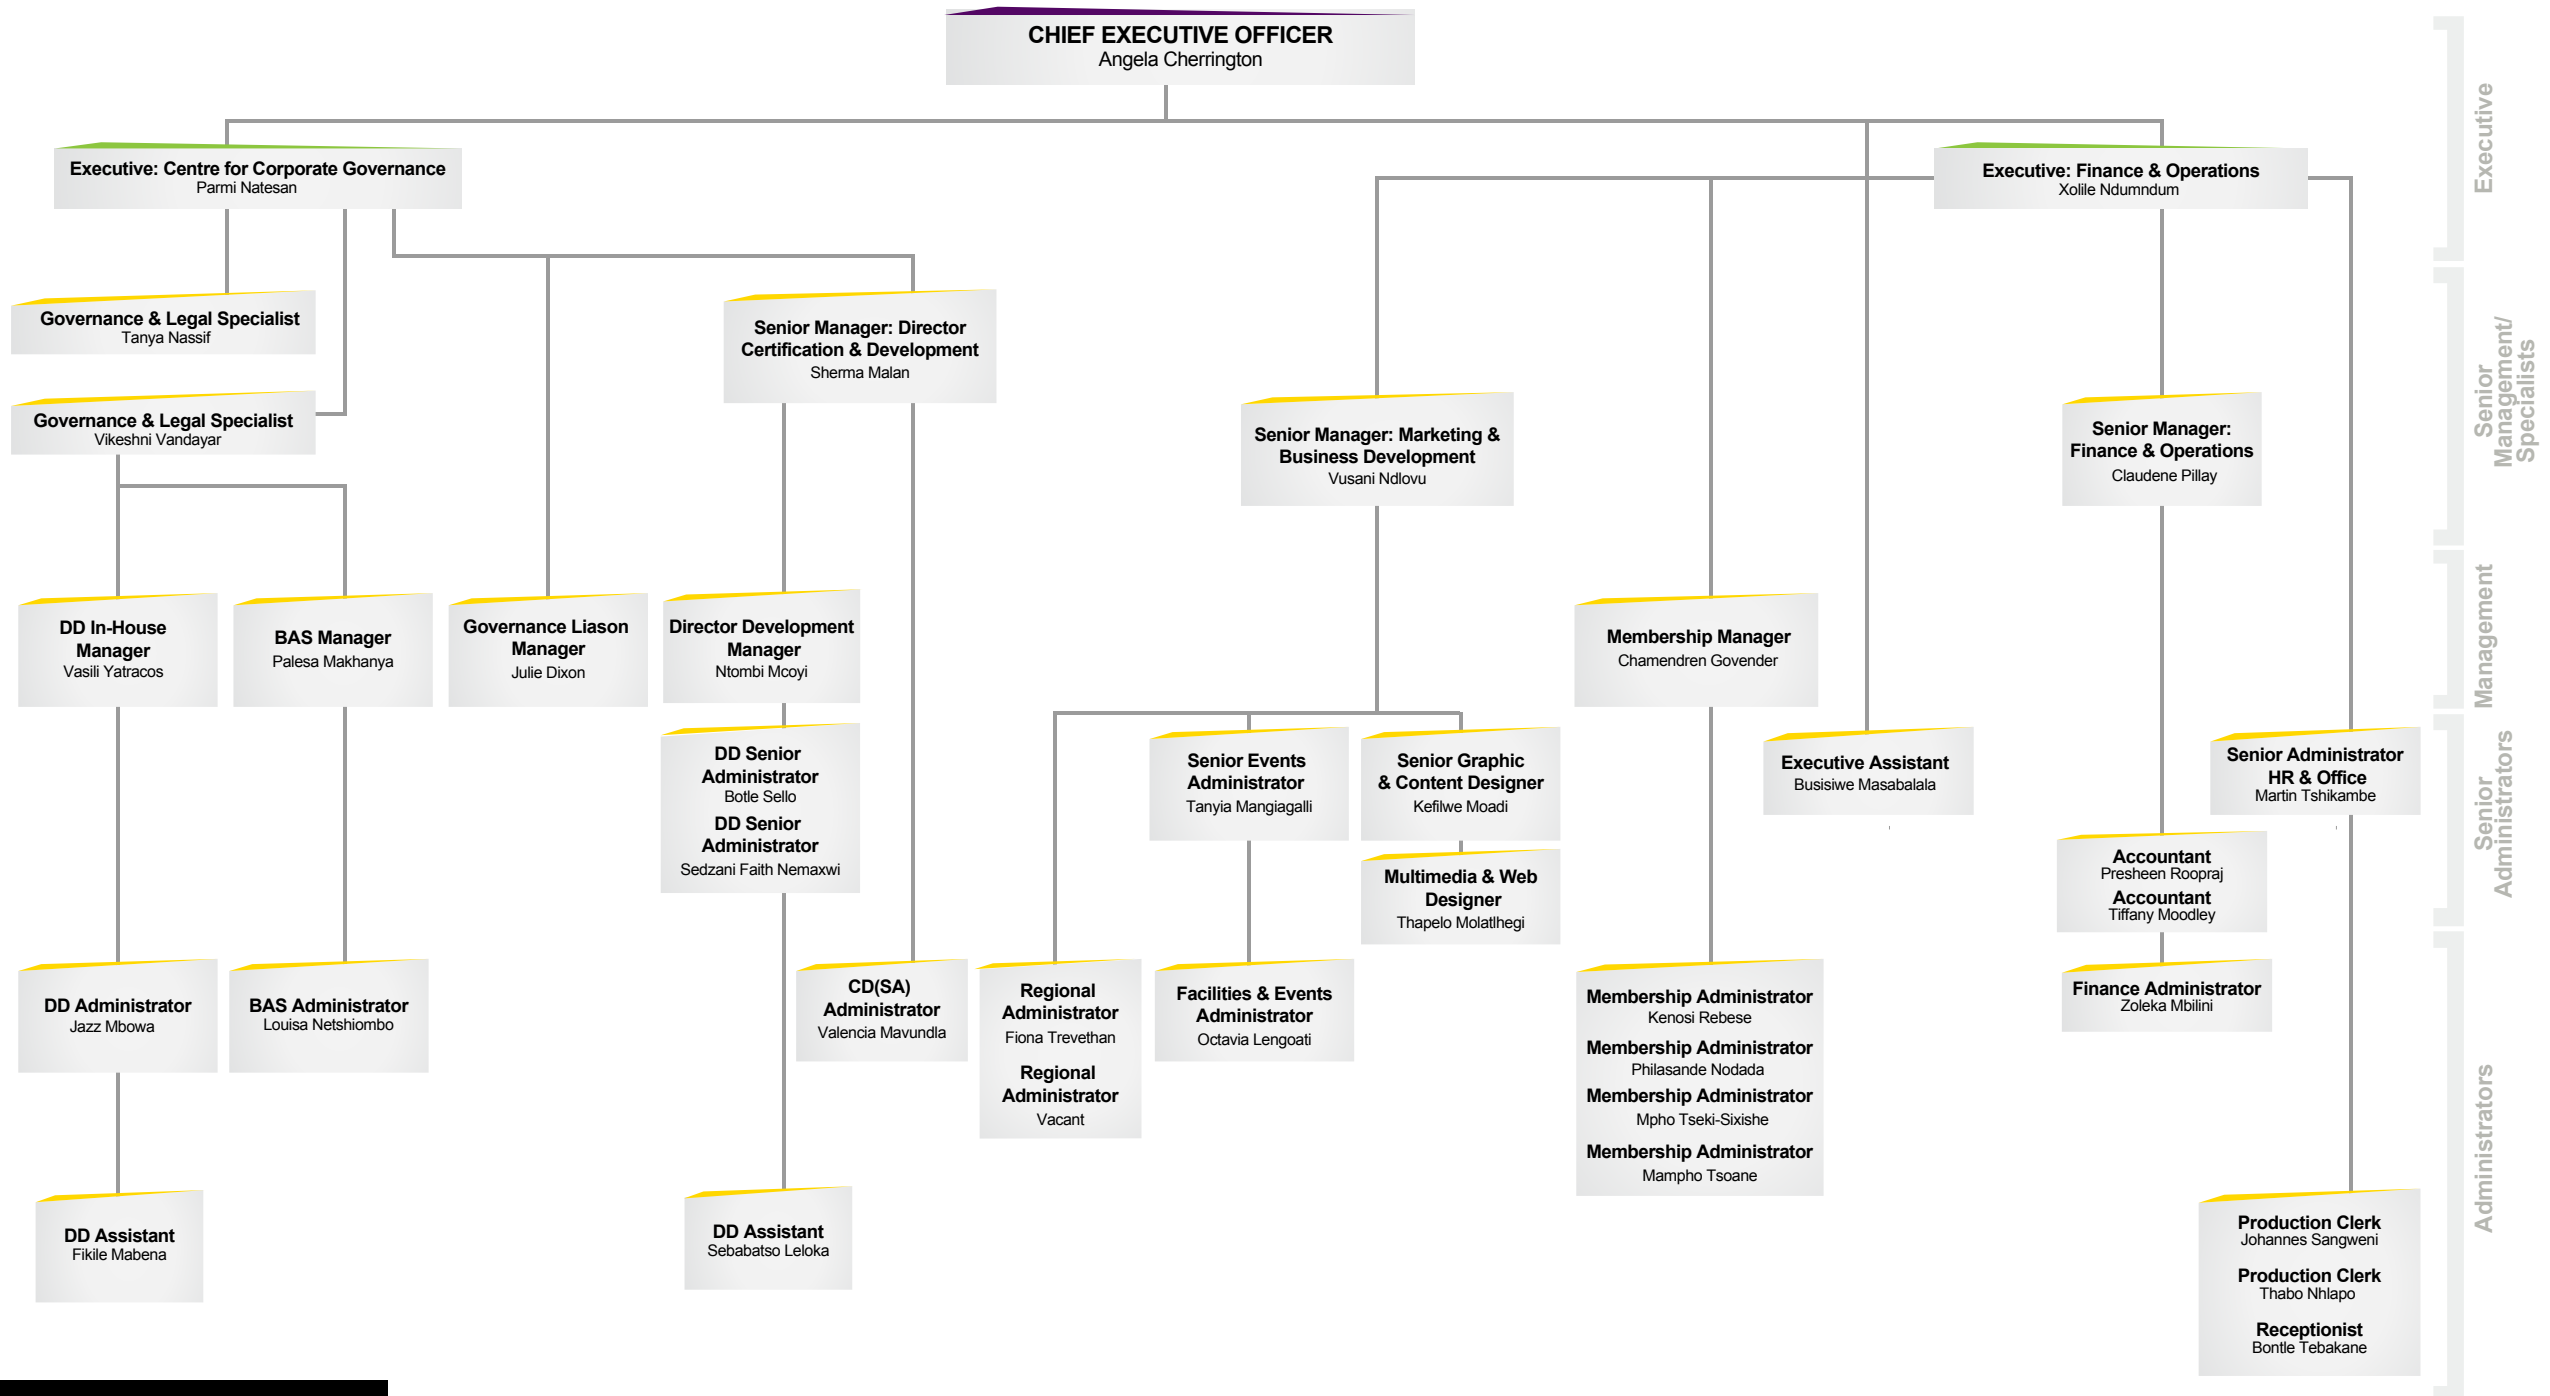 CHIEF EXECUTIVE OFFICER
Angela Cherrington
Executive: Centre for Corporate Governance
Parmi Natesan
Executive: Finance & Operations
Xolile Ndumndum
Executive
Governance & Legal Specialist
Tanya Nassif
Governance & Legal Specialist
Vikeshni Vandayar
Senior Manager: Director
Certification & Development
Sherma Malan
Senior Manager: Marketing &
Business Development
Vusani Ndlovu
Senior Manager:
Finance & Operations
Claudene Pillay
Senior
Management/
Specialists
DD In-House
Manager
Vasili Yatracos
BAS Manager
Palesa Makhanya
Governance Liason
Manager
Julie Dixon
Director Development
Manager
Ntombi Mcoyi
Membership Manager
Chamendren Govender
Management
DD Senior
Administrator
Botle Sello
DD Senior
Administrator
Sedzani Faith Nemaxwi
Senior Events
Administrator
Tanyia Mangiagalli
Senior Graphic
& Content Designer
Kefilwe Moadi
Multimedia & Web
Designer
Thapelo Molatlhegi
Executive Assistant
Busisiwe Masabalala
Accountant
Presheen Roopraj
Accountant
Tiffany Moodley
Senior Administrator
HR & Office
Martin Tshikambe
Senior
Administrators
DD Administrator
Jazz Mbowa
BAS Administrator
Louisa Netshiombo
CD(SA)
Administrator
Valencia Mavundla
Regional
Administrator
Fiona Trevethan
Regional
Administrator
Vacant
Facilities & Events
Administrator
Octavia Lengoati
Membership Administrator
Kenosi Rebese
Membership Administrator
Philasande Nodada
Membership Administrator
Mpho Tseki-Sixishe
Membership Administrator
Mampho Tsoane
Finance Administrator
Zoleka Mbilini
DD Assistant
Fikile Mabena
DD Assistant
Sebabatso Leloka
Production Clerk
Johannes Sangweni
Production Clerk
Thabo Nhlapo
Receptionist
Bontle Tebakane
Administrators